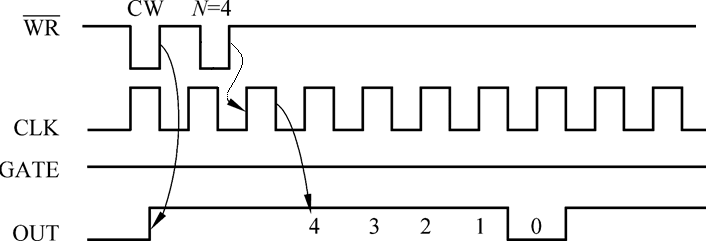 CW N=4
WR
CLK
GATE
OUT 4 3 2 1 0